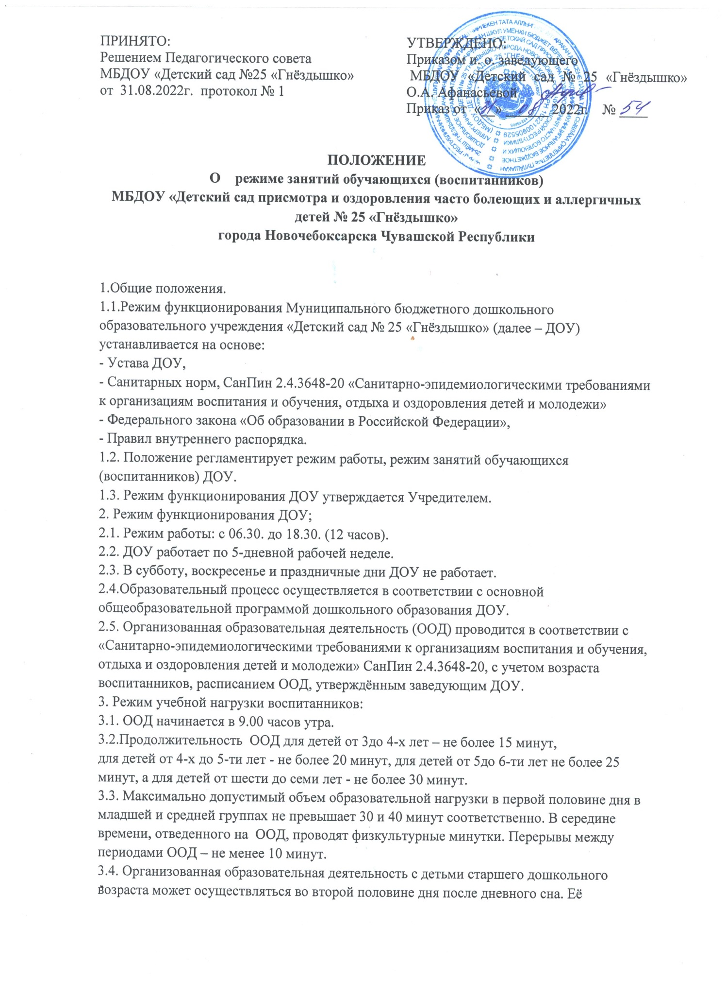 ПРИНЯТО:
Решением Педагогического совета
МБДОУ «Детский сад №25 «Гнёздышко»
от 31.08.2022г. протокол № 1
УТВЕРЖДЕНО:
Приказом и. о. заведующего
МБДОУ «Детский сад № 25 «Гнёздышко»
О.А. Афанасьевой
Приказ от «31» 08 2022г. № 54
ПОЛОЖЕНИЕ
О режиме занятий обучающихся (воспитанников)
МБДОУ «Детский сад присмотра и оздоровления часто болеющих и аллергичных
детей № 25 «Гнёздышко»
города Новочебоксарска Чувашской Республики
1.Общие положения.
1.1.Режим функционирования Муниципального бюджетного дошкольного
образовательного учреждения «Детский сад № 25 «Гнёздышко» (далее – ДОУ)
устанавливается на основе:
- Устава ДОУ,
- Санитарных норм, СанПин 2.4.3648-20 «Санитарно-эпидемиологическими требованиями
к организациям воспитания и обучения, отдыха и оздоровления детей и молодежи»
- Федерального закона «Об образовании в Российской Федерации»,
- Правил внутреннего распорядка.
1.2. Положение регламентирует режим работы, режим занятий обучающихся
(воспитанников) ДОУ.
1.3. Режим функционирования ДОУ утверждается Учредителем.
2. Режим функционирования ДОУ;
2.1. Режим работы: с 06.30. до 18.30. (12 часов).
2.2. ДОУ работает по 5-дневной рабочей неделе.
2.3. В субботу, воскресенье и праздничные дни ДОУ не работает.
2.4.Образовательный процесс осуществляется в соответствии с основной
общеобразовательной программой дошкольного образования ДОУ.
2.5. Организованная образовательная деятельность (ООД) проводится в соответствии с
«Санитарно-эпидемиологическими требованиями к организациям воспитания и обучения,
отдыха и оздоровления детей и молодежи» СанПин 2.4.3648-20, с учетом возраста
воспитанников, расписанием ООД, утверждённым заведующим ДОУ.
3. Режим учебной нагрузки воспитанников:
3.1. ООД начинается в 9.00 часов утра.
3.2.Продолжительность ООД для детей от 3до 4-х лет – не более 15 минут,
для детей от 4-х до 5-ти лет - не более 20 минут, для детей от 5до 6-ти лет не более 25
минут, а для детей от шести до семи лет - не более 30 минут.
3.3. Максимально допустимый объем образовательной нагрузки в первой половине дня в
младшей и средней группах не превышает 30 и 40 минут соответственно. В середине
времени, отведенного на ООД, проводят физкультурные минутки. Перерывы между
периодами ООД – не менее 10 минут.
3.4. Организованная образовательная деятельность с детьми старшего дошкольного
возраста может осуществляться во второй половине дня после дневного сна. Её